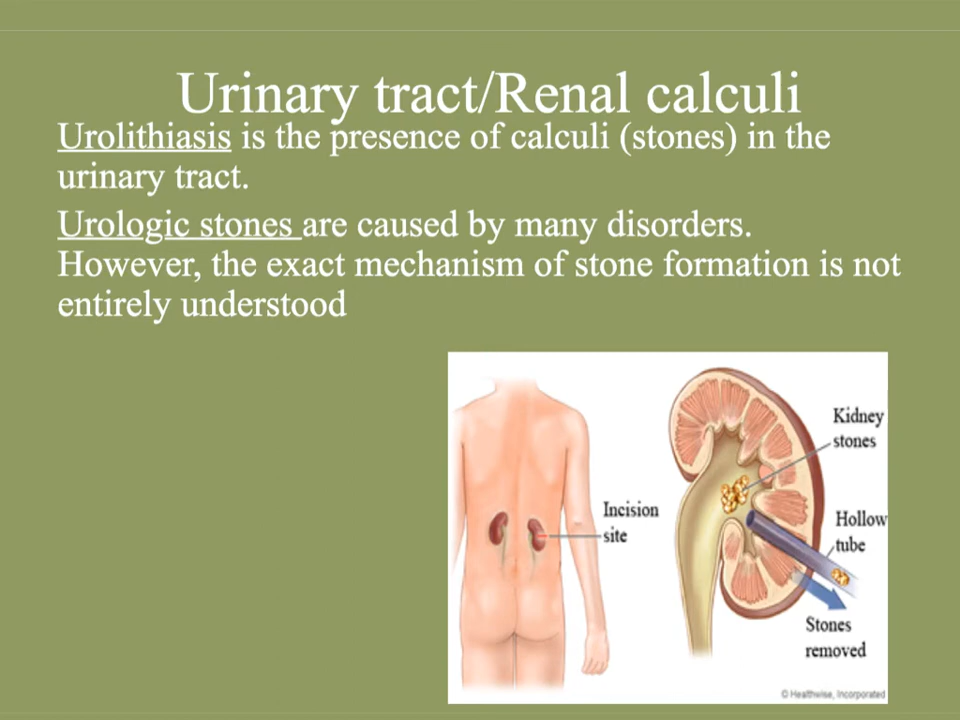 Urinary tract/Renal calculi
Urolithiasis is the presence of calculi (stones) in the
urinary tract.
Urologic stones are caused by many disorders.
However, the exact mechanism of stone formation is not
entirely understood
Kidney
stones
Incision
site
Hollow
tube
Stones
removed
© Healthwise, Incorporated